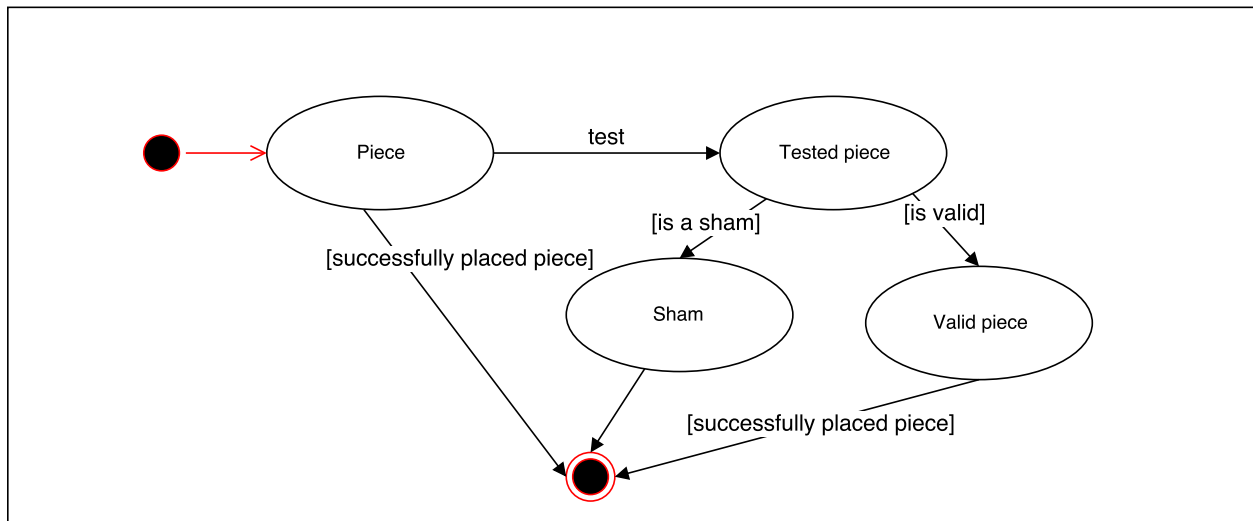 test
Piece
Tested piece
[is a sham]
[is valid]
[successfully placed piece]
Sham
Valid piece
[successfully placed piece]